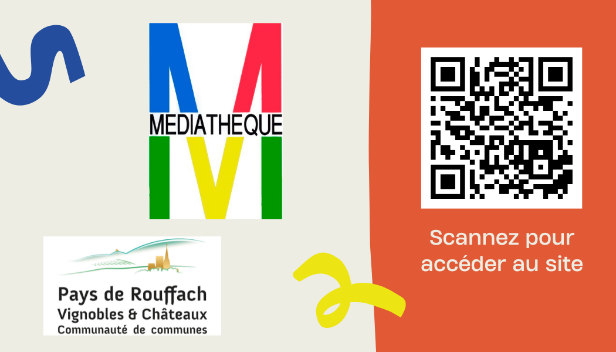 MEDIATHEQUE
Pays de Rouffach
Vignobles & Châteaux
Communauté de communes
Scannez pour
accéder au site